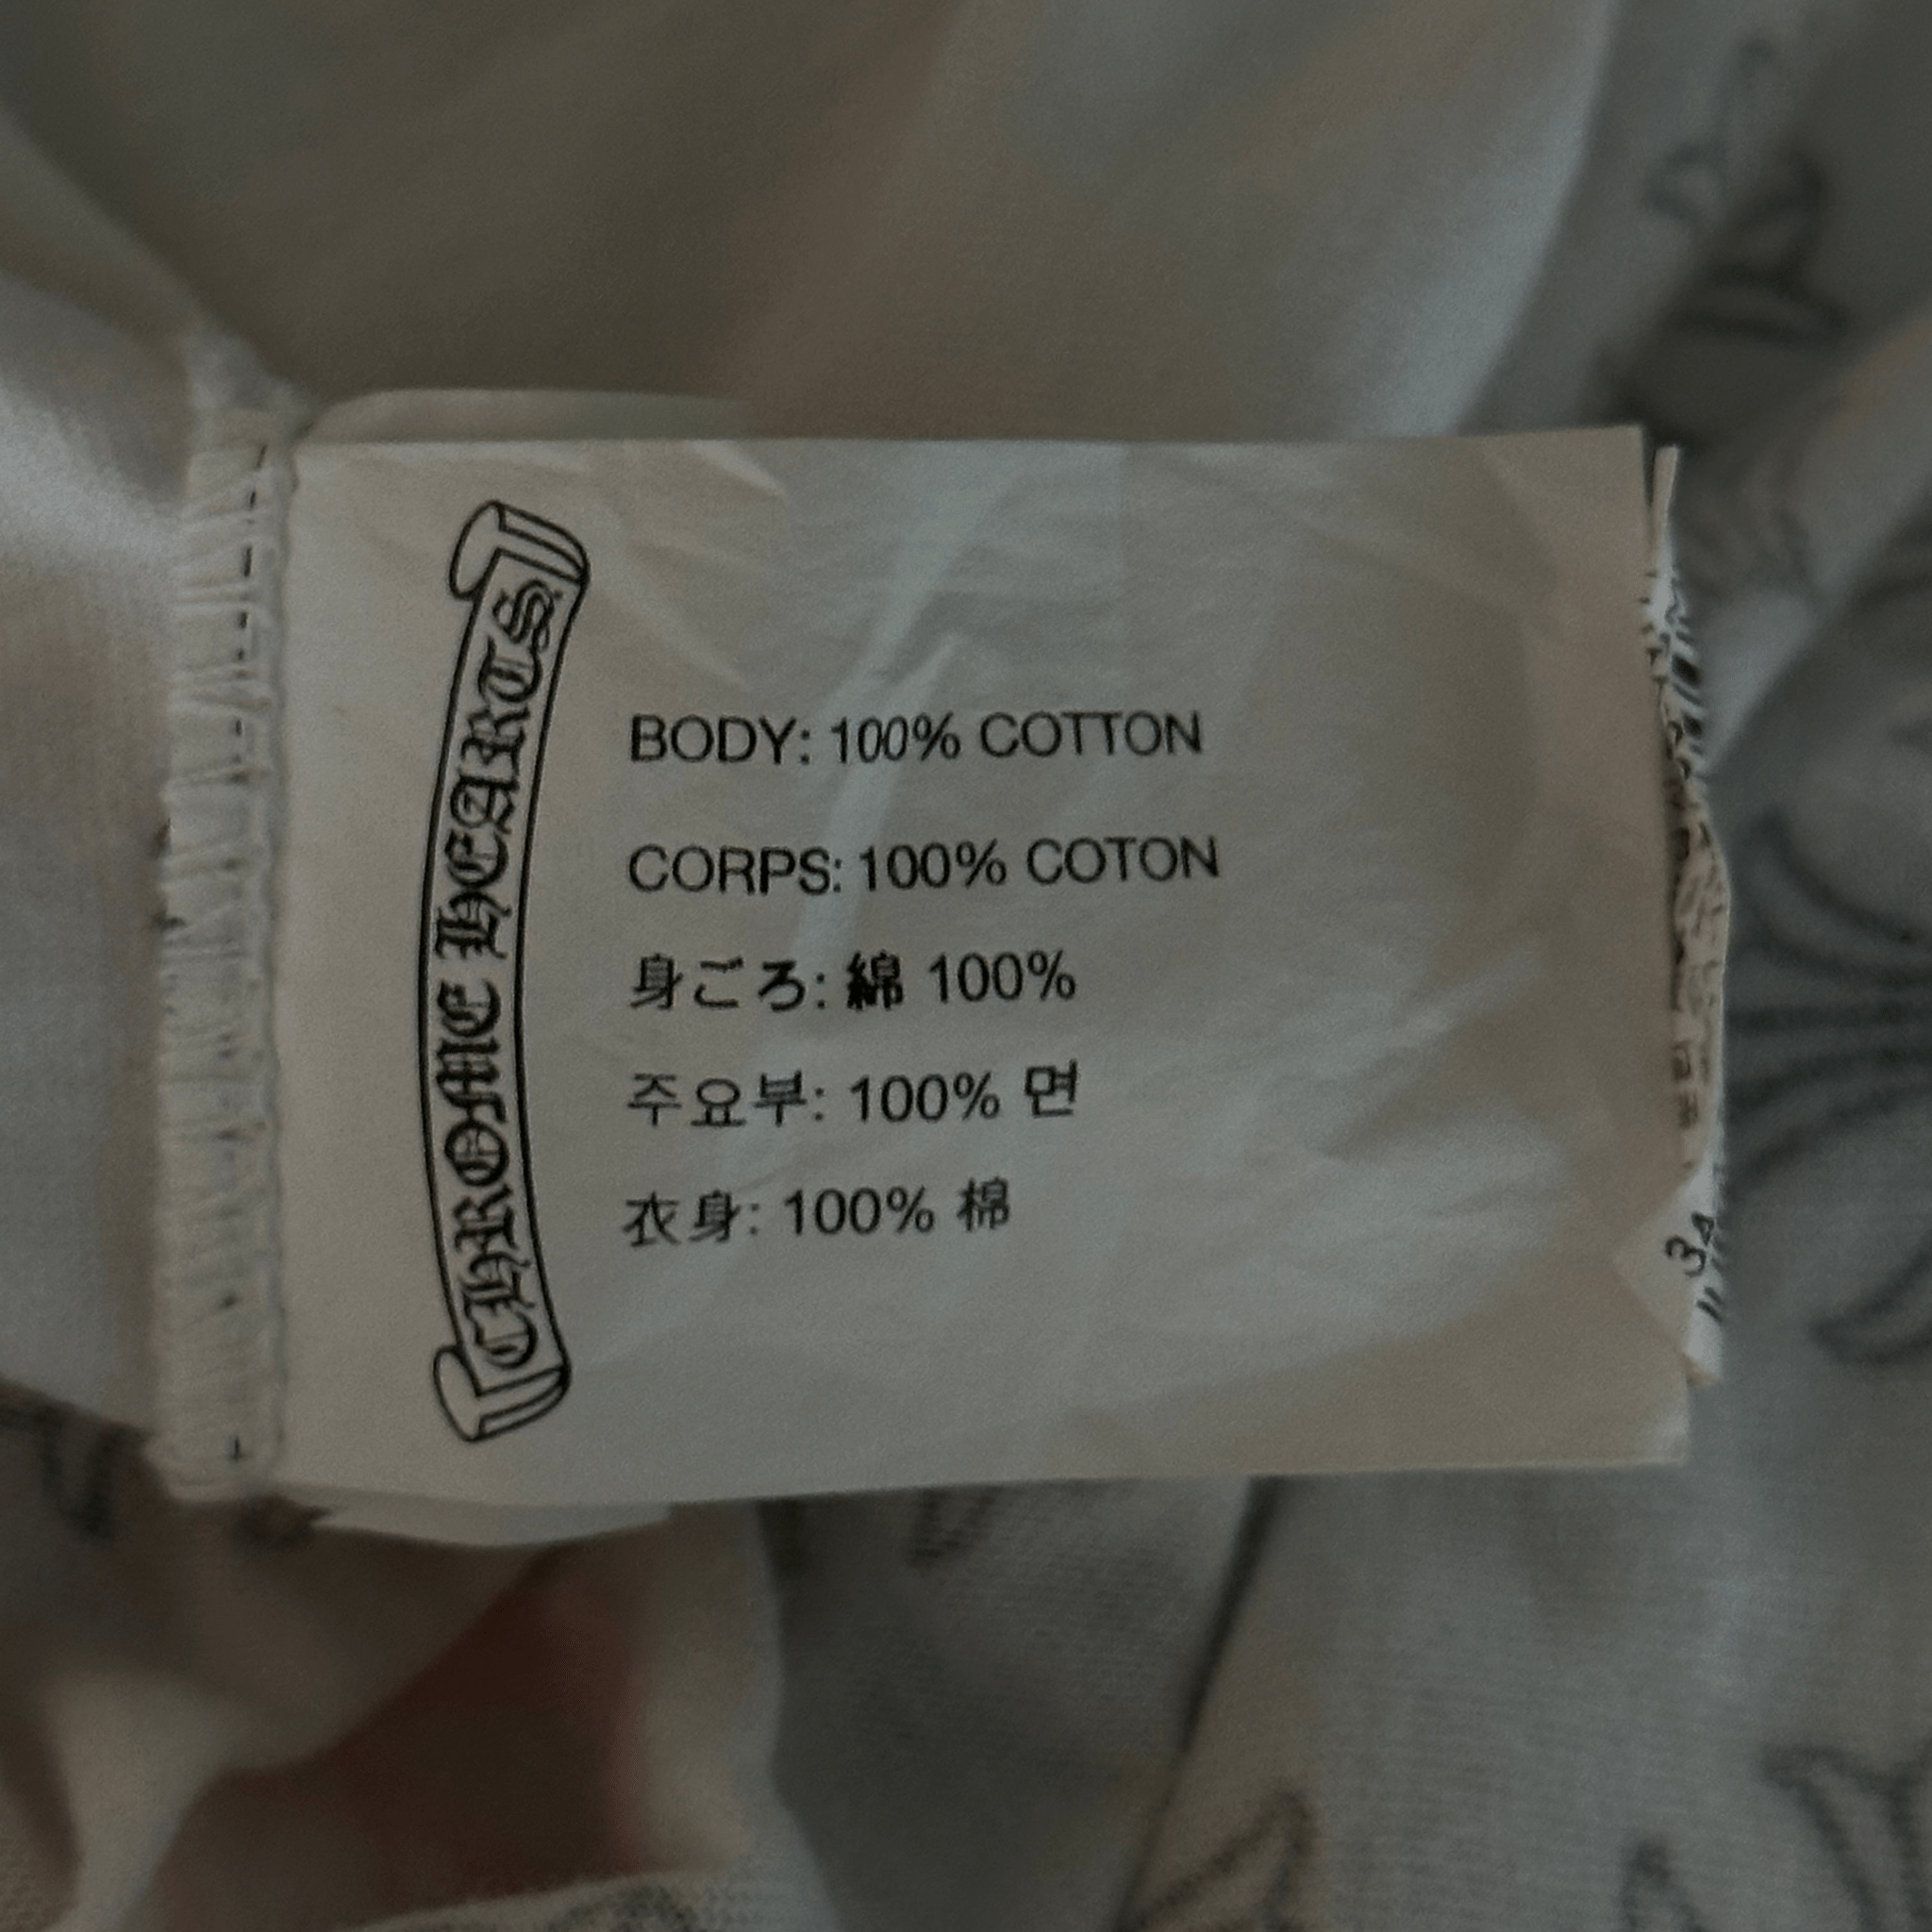 CHROME HEARTS
BODY: 100% COTTON
CORPS: 100% COTON
身ごろ: 綿 100%
주요부: 100% 면
衣身: 100% 棉
34